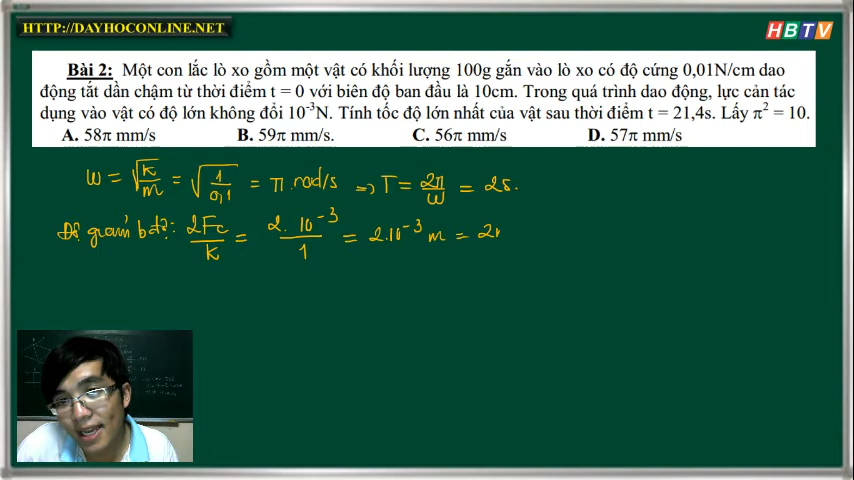 HTTP://DAYHOCONLINE.NET
HBTV
Bài 2: Một con lắc lò xo gồm một vật có khối lượng 100g gắn vào lò xo có độ cứng 0,01N/cm dao
động tắt dần chậm từ thời điểm t = 0 với biên độ ban đầu là 10cm. Trong quá trình dao động, lực cản tác
dụng vào vật có độ lớn không đổi 10⁻³N. Tính tốc độ lớn nhất của vật sau thời điểm t = 21,4s. Lấy π² = 10.
A. 58π mm/s B. 59π mm/s. C. 56π mm/s D. 57π mm/s
ω = √(k/m) = √(1/0,1) = π rad/s => T = 2π/ω = 2s.
Độ giảm bđ: 2Fc/k = 2.10⁻³/1 = 2.10⁻³ m = 2